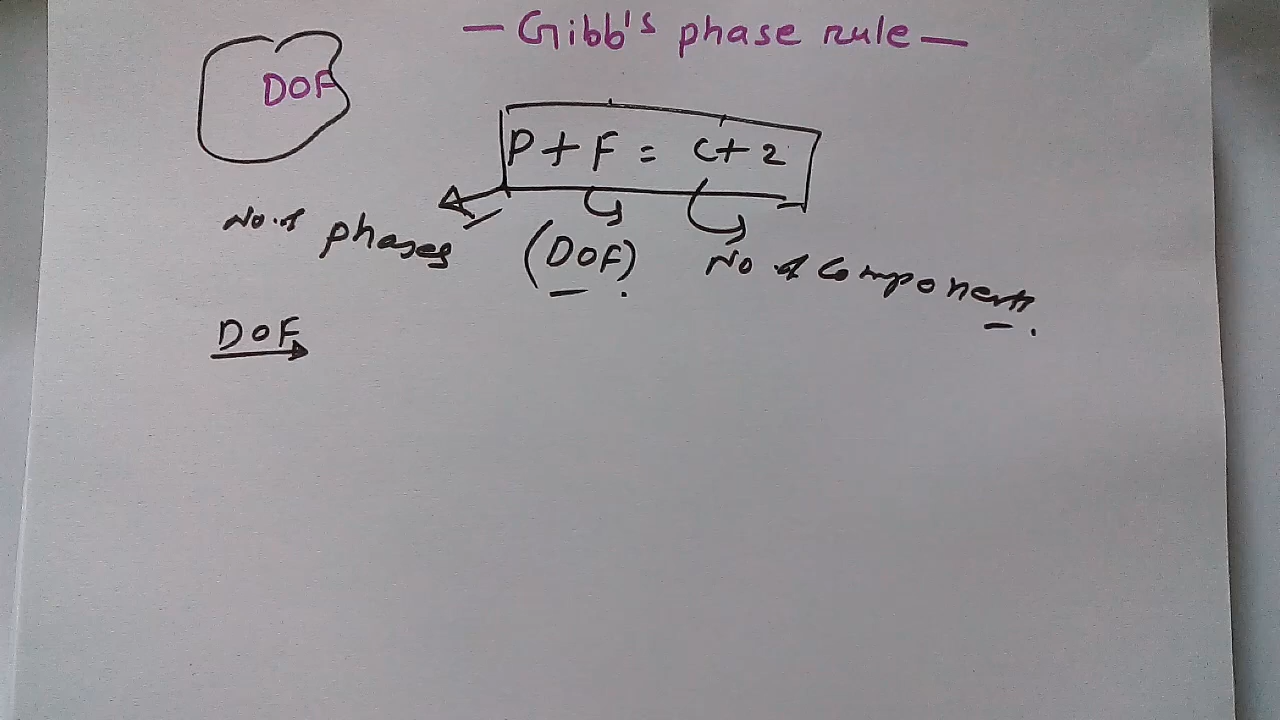 — Gibb's phase rule —
DOF
P + F = C + 2
No. of phases
(DOF)
No of components.
DOF